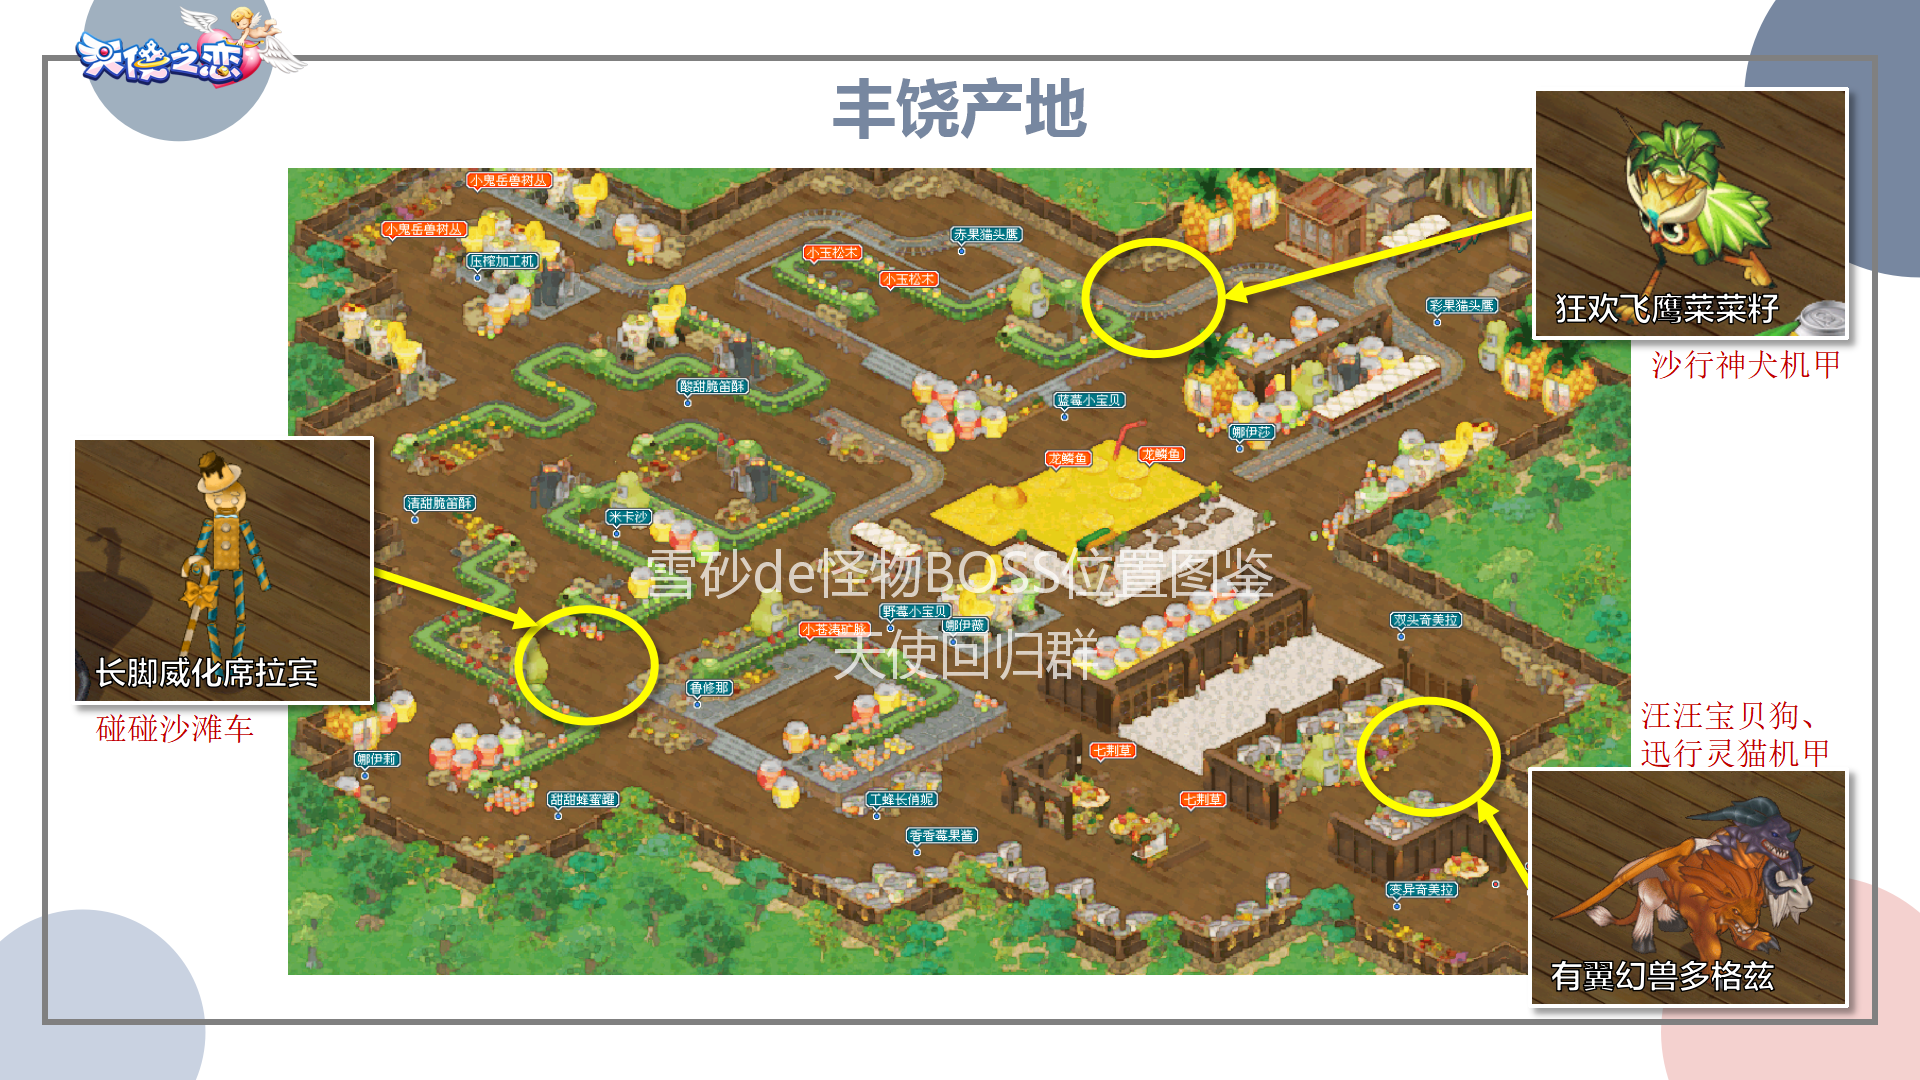 天使之恋
丰饶产地
小鬼岳兽树丛
小鬼岳兽树丛
压榨加工机
小玉松木
小玉松木
赤果猫头鹰
彩果猫头鹰
狂欢飞鹰菜菜籽
沙行神犬机甲
酸甜脆笛酥
蓝莓小宝贝
娜伊莎
龙鳞鱼
龙鳞鱼
清甜脆笛酥
米卡沙
雪砂de怪物BOSS位置图鉴
天使回归群
野莓小宝贝
娜伊薇
小苍涛矿脉
双头奇美拉
长脚威化席拉宾
碰碰沙滩车
鲁修那
娜伊莉
七荆草
七荆草
甜甜蜂蜜罐
工蜂长俏妮
香香莓果酱
变异奇美拉
汪汪宝贝狗、
迅行灵猫机甲
有翼幻兽多格兹